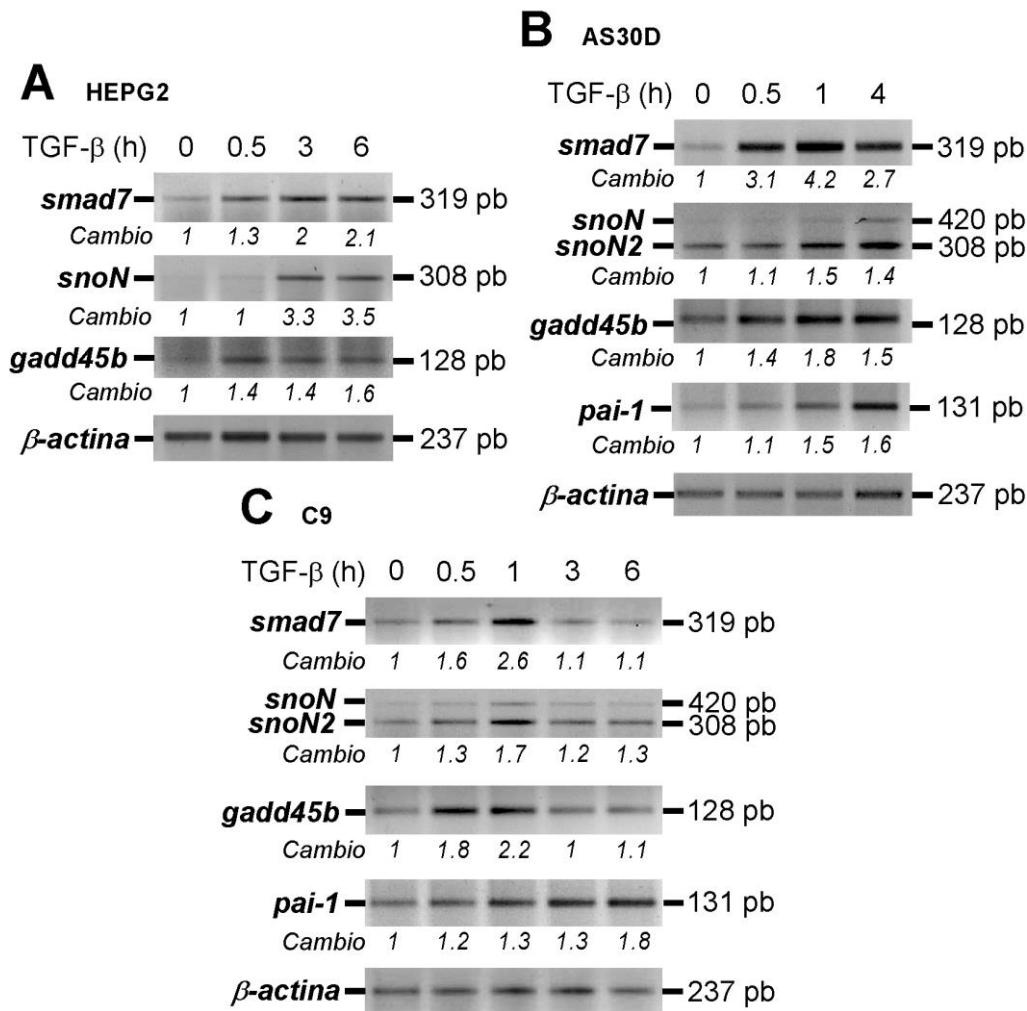 A HEPG2
TGF-β (h) 0 0.5 3 6
smad7 319 pb
Cambio 1 1.3 2 2.1
snoN 308 pb
Cambio 1 1 3.3 3.5
gadd45b 128 pb
Cambio 1 1.4 1.4 1.6
β-actina 237 pb
B AS30D
TGF-β (h) 0 0.5 1 4
smad7 319 pb
Cambio 1 3.1 4.2 2.7
snoN 420 pb
snoN2 308 pb
Cambio 1 1.1 1.5 1.4
gadd45b 128 pb
Cambio 1 1.4 1.8 1.5
pai-1 131 pb
Cambio 1 1.1 1.5 1.6
β-actina 237 pb
C C9
TGF-β (h) 0 0.5 1 3 6
smad7 319 pb
Cambio 1 1.6 2.6 1.1 1.1
snoN 420 pb
snoN2 308 pb
Cambio 1 1.3 1.7 1.2 1.3
gadd45b 128 pb
Cambio 1 1.8 2.2 1 1.1
pai-1 131 pb
Cambio 1 1.2 1.3 1.3 1.8
β-actina 237 pb